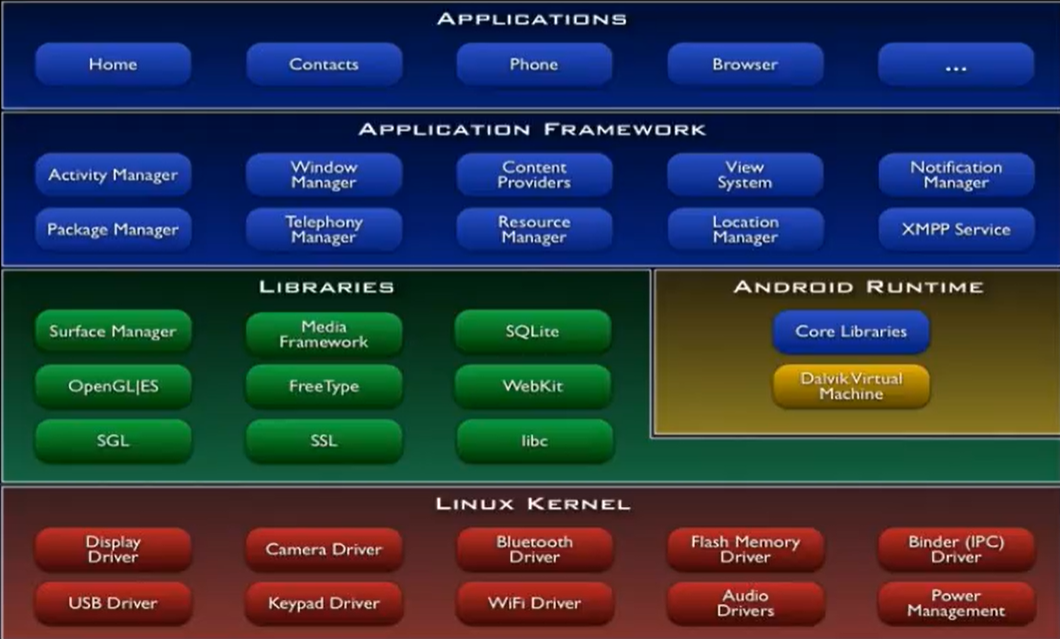 APPLICATIONS
Home
Contacts
Phone
Browser
...
APPLICATION FRAMEWORK
Activity Manager
Window
Manager
Content
Providers
View
System
Notification
Manager
Package Manager
Telephony
Manager
Resource
Manager
Location
Manager
XMPP Service
LIBRARIES
Surface Manager
Media
Framework
SQLite
OpenGL|ES
FreeType
WebKit
SGL
SSL
libc
ANDROID RUNTIME
Core Libraries
Dalvik Virtual
Machine
LINUX KERNEL
Display
Driver
Camera Driver
Bluetooth
Driver
Flash Memory
Driver
Binder (IPC)
Driver
USB Driver
Keypad Driver
WiFi Driver
Audio
Drivers
Power
Management